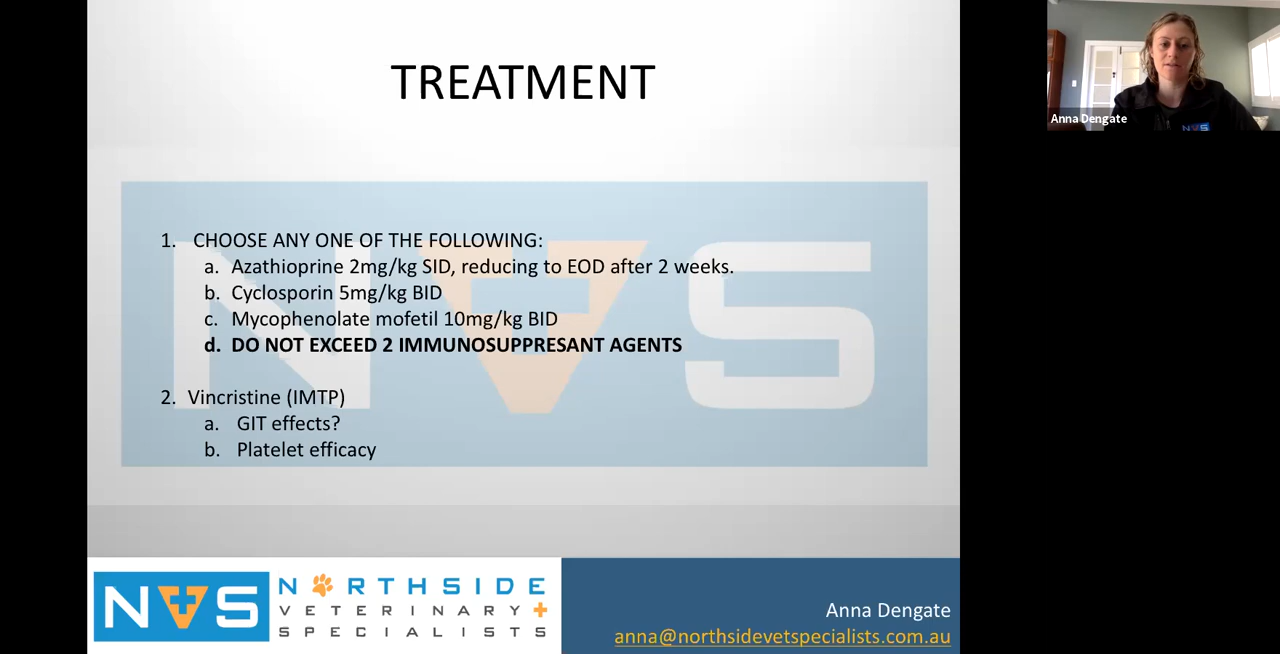 TREATMENT
1. CHOOSE ANY ONE OF THE FOLLOWING:
a. Azathioprine 2mg/kg SID, reducing to EOD after 2 weeks.
b. Cyclosporin 5mg/kg BID
c. Mycophenolate mofetil 10mg/kg BID
d. DO NOT EXCEED 2 IMMUNOSUPPRESANT AGENTS
2. Vincristine (IMTP)
a. GIT effects?
b. Platelet efficacy
NVS
NVS
NORTHSIDE
VETERINARY
SPECIALISTS
Anna Dengate
anna@northsidevetspecialists.com.au
Anna Dengate
NVS